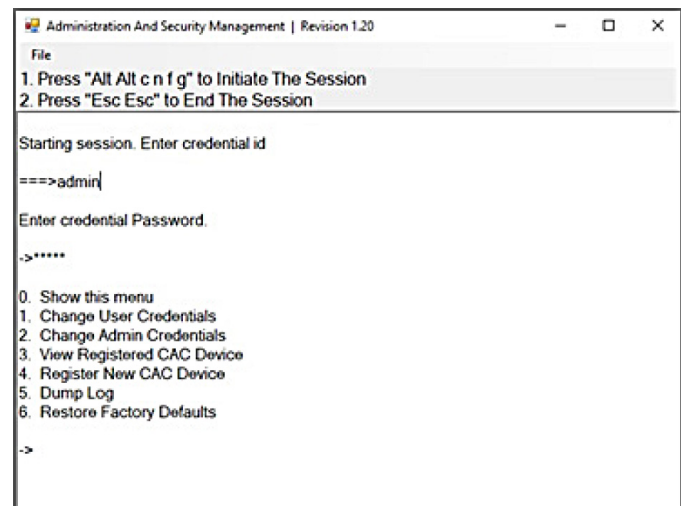 Administration And Security Management | Revision 1.20
File
1. Press "Alt Alt c n f g" to Initiate The Session
2. Press "Esc Esc" to End The Session
Starting session. Enter credential id
===>admin
Enter credential Password.
->*****
0. Show this menu
1. Change User Credentials
2. Change Admin Credentials
3. View Registered CAC Device
4. Register New CAC Device
5. Dump Log
6. Restore Factory Defaults
->